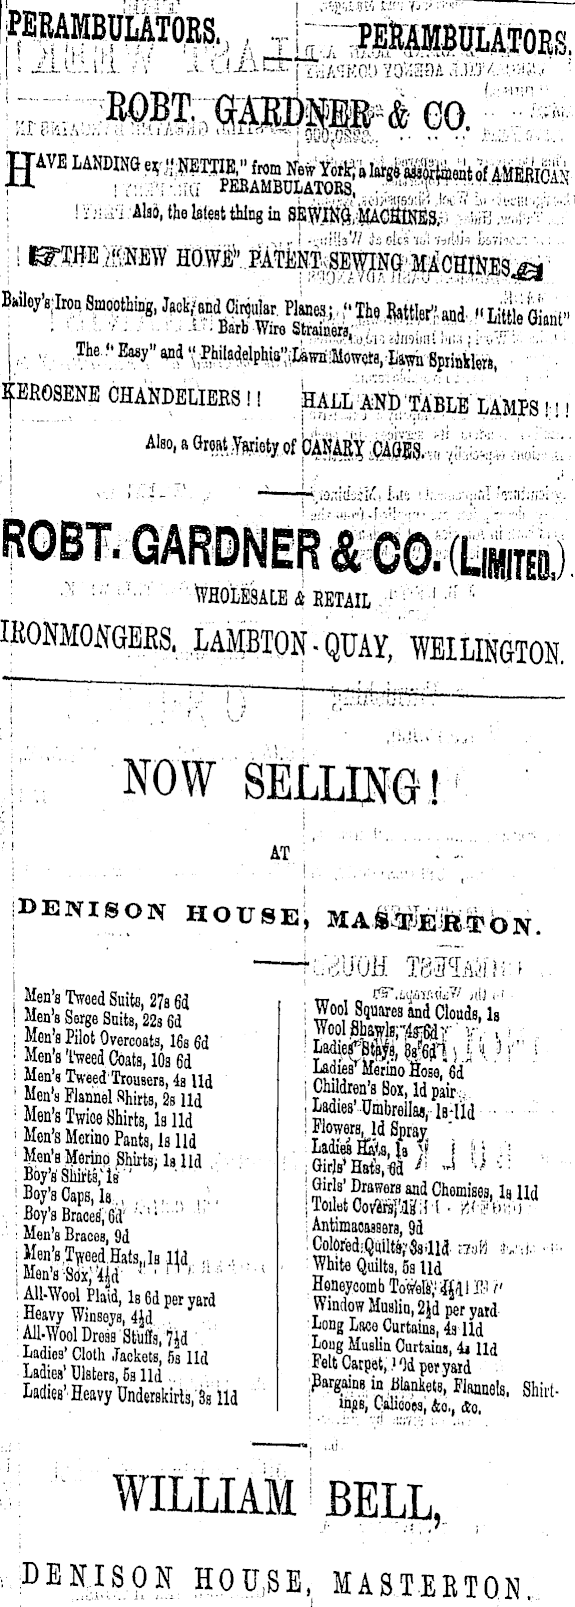 PERAMBULATORS. PERAMBULATORS.
ROBT. GARDNER & CO.
HAVE LANDING ex "NETTIE," from New York, a large assortment of AMERICAN
PERAMBULATORS,
Also, the latest thing in SEWING MACHINES,
THE "NEW HOWE" PATENT SEWING MACHINES
Bailey's Iron Smoothing, Jack, and Circular Planes; "The Rattler" and "Little Giant"
Barb Wire Strainers,
The "Easy" and "Philadelphia" Lawn Mowers, Lawn Sprinklers,
KEROSENE CHANDELIERS!! HALL AND TABLE LAMPS!!!
Also, a Great Variety of CANARY CAGES.
ROBT. GARDNER & CO. (LIMITED.)
WHOLESALE & RETAIL
IRONMONGERS, LAMBTON-QUAY, WELLINGTON.
NOW SELLING!
AT
DENISON HOUSE, MASTERTON.
Men's Tweed Suits, 27s 6d
Men's Serge Suits, 22s 6d
Men's Pilot Overcoats, 16s 6d
Men's Tweed Coats, 10s 6d
Men's Tweed Trousers, 4s 11d
Men's Flannel Shirts, 2s 11d
Men's Twice Shirts, 1s 11d
Men's Merino Pants, 1s 11d
Men's Merino Shirts, 1s 11d
Boy's Shirts, 1s
Boy's Caps, 1s
Boy's Braces, 6d
Men's Braces, 9d
Men's Tweed Hats, 1s 11d
Men's Sox, 4½d
All-Wool Plaid, 1s 6d per yard
Heavy Winseys, 4½d
All-Wool Dress Stuffs, 7½d
Ladies' Cloth Jackets, 5s 11d
Ladies' Ulsters, 5s 11d
Ladies' Heavy Underskirts, 3s 11d
Wool Squares and Clouds, 1s
Wool Shawls, 4s 6d
Ladies' Stays, 3s 6d
Ladies' Merino Hose, 6d
Children's Sox, 1d pair
Ladies' Umbrellas, 1s 11d
Flowers, 1d Spray
Ladies Hats, 1s
Girls' Hats, 6d
Girls' Drawers and Chemises, 1s 11d
Toilet Covers,
Antimacassers, 9d
Colored Quilts, 3s 11d
White Quilts, 5s 11d
Honeycomb Towels, 4½d
Window Muslin, 2½d per yard
Long Lace Curtains, 4s 11d
Long Muslin Curtains, 4s 11d
Felt Carpet, per yard
Bargains in Blankets, Flannels, Shirt-
ings, Calicoes, &c., &c.
WILLIAM BELL,
DENISON HOUSE, MASTERTON.